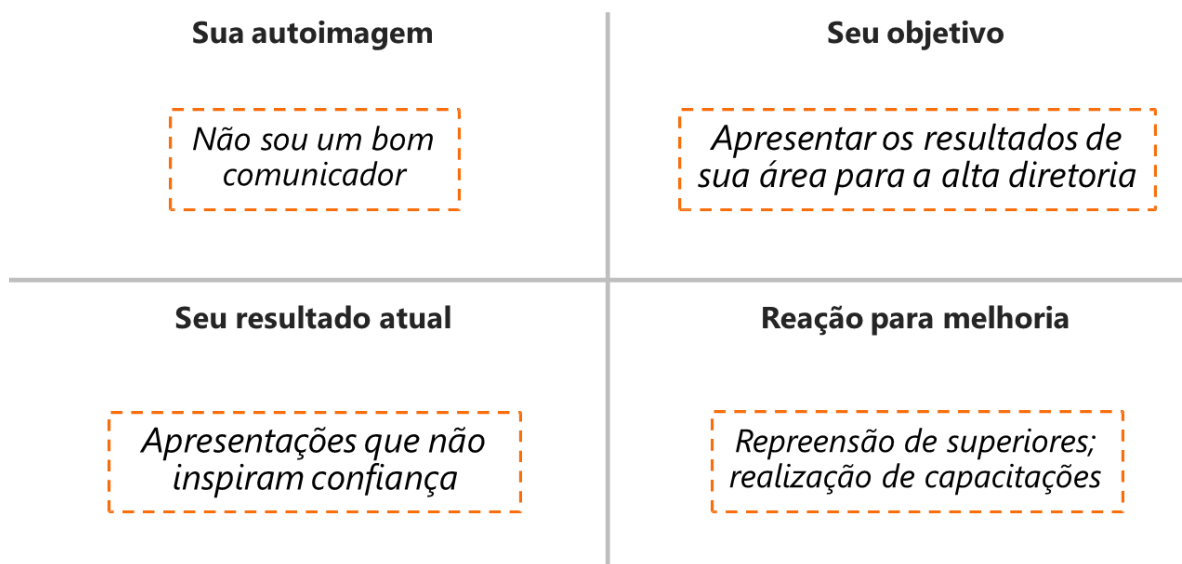 Sua autoimagem
Não sou um bom
comunicador
Seu objetivo
Apresentar os resultados de
sua área para a alta diretoria
Seu resultado atual
Apresentações que não
inspiram confiança
Reação para melhoria
Repreensão de superiores;
realização de capacitações